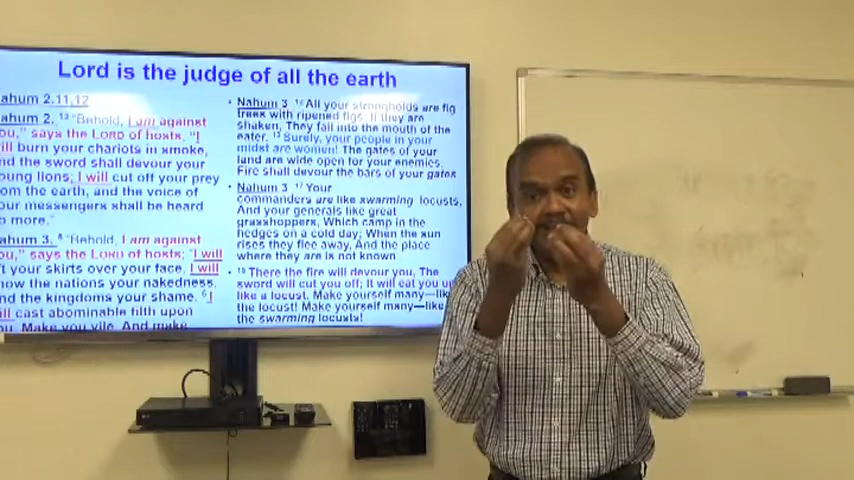 Lord is the judge of all the earth
ahum 2.11,12
ahum 2. 13 "Behold, I am against
ou," says the LORD of hosts, "I
ill burn your chariots in smoke,
nd the sword shall devour your
oung lions; I will cut off your prey
om the earth, and the voice of
our messengers shall be heard
o more."
ahum 3. 5 "Behold, I am against
ou," says the LORD of hosts; "I will
ft your skirts over your face, I will
how the nations your nakedness,
nd the kingdoms your shame. 6 I
ill cast abominable filth upon
ou, Make you vile, And make
• Nahum 3 12 All your strongholds are fig
trees with ripened figs: If they are
shaken, They fall into the mouth of the
eater. 13 Surely, your people in your
midst are women! The gates of your
land are wide open for your enemies;
Fire shall devour the bars of your gates
• Nahum 3 17 Your
commanders are like swarming locusts,
And your generals like great
grasshoppers, Which camp in the
hedges on a cold day; When the sun
rises they flee away, And the place
where they are is not known
• 15 There the fire will devour you, The
sword will cut you off; It will eat you up
like a locust. Make yourself many—like
the locust! Make yourself many—like
the swarming locusts!